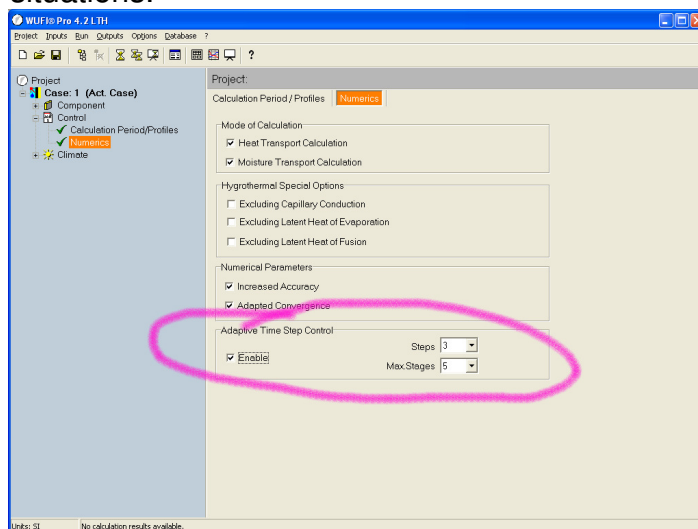 situations.
WUFI® Pro 4.2 LTH
Project Inputs Run Outputs Options Database ?
?
Project
Case: 1 (Act. Case)
Component
Control
Calculation Period/Profiles
Numerics
Climate
Project:
Calculation Period / Profiles Numerics
Mode of Calculation
Heat Transport Calculation
Moisture Transport Calculation
Hygrothermal Special Options
Excluding Capillary Conduction
Excluding Latent Heat of Evaporation
Excluding Latent Heat of Fusion
Numerical Parameters
Increased Accuracy
Adapted Convergence
Adaptive Time Step Control
Steps 3
Enable
Max.Stages 5
Units: SI No calculation results available.